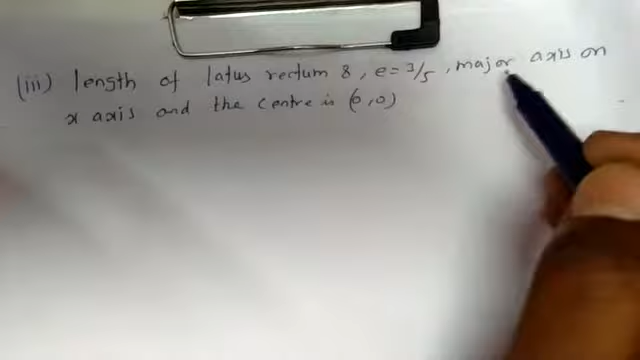 (iii) length of latus rectum 8, e = 3/5, major axis on
x axis and the centre is (0,0)